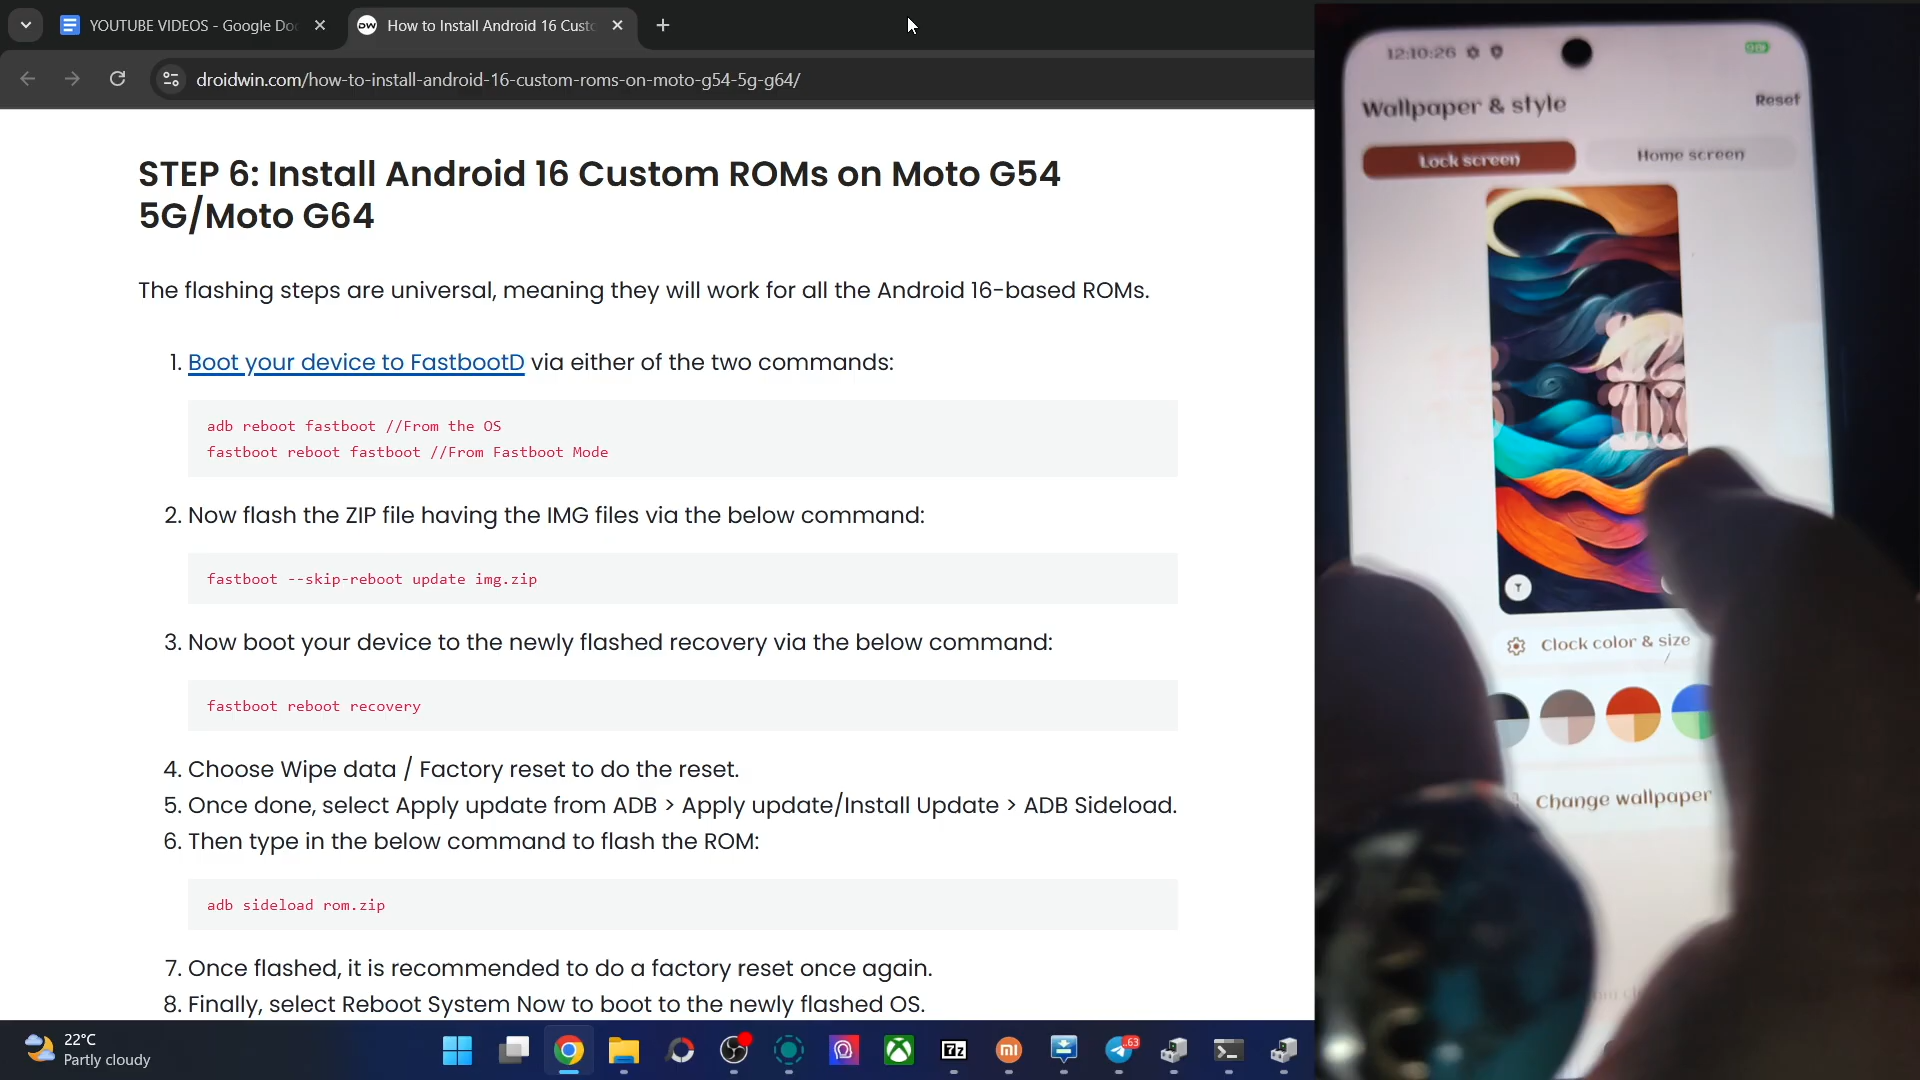 YOUTUBE VIDEOS - Google Doc
How to Install Android 16 Custo
droidwin.com/how-to-install-android-16-custom-roms-on-moto-g54-5g-g64/
STEP 6: Install Android 16 Custom ROMs on Moto G54
5G/Moto G64
The flashing steps are universal, meaning they will work for all the Android 16-based ROMs.
1. Boot your device to FastbootD via either of the two commands:
adb reboot fastboot //From the OS
fastboot reboot fastboot //From Fastboot Mode
2. Now flash the ZIP file having the IMG files via the below command:
fastboot --skip-reboot update img.zip
3. Now boot your device to the newly flashed recovery via the below command:
fastboot reboot recovery
4. Choose Wipe data / Factory reset to do the reset.
5. Once done, select Apply update from ADB > Apply update/Install Update > ADB Sideload.
6. Then type in the below command to flash the ROM:
adb sideload rom.zip
7. Once flashed, it is recommended to do a factory reset once again.
8. Finally, select Reboot System Now to boot to the newly flashed OS.
22°C
Partly cloudy
7z
mi
63
12:10:26
Wallpaper & style
Reset
Lock screen
Home screen
Clock color & size
Change wallpaper